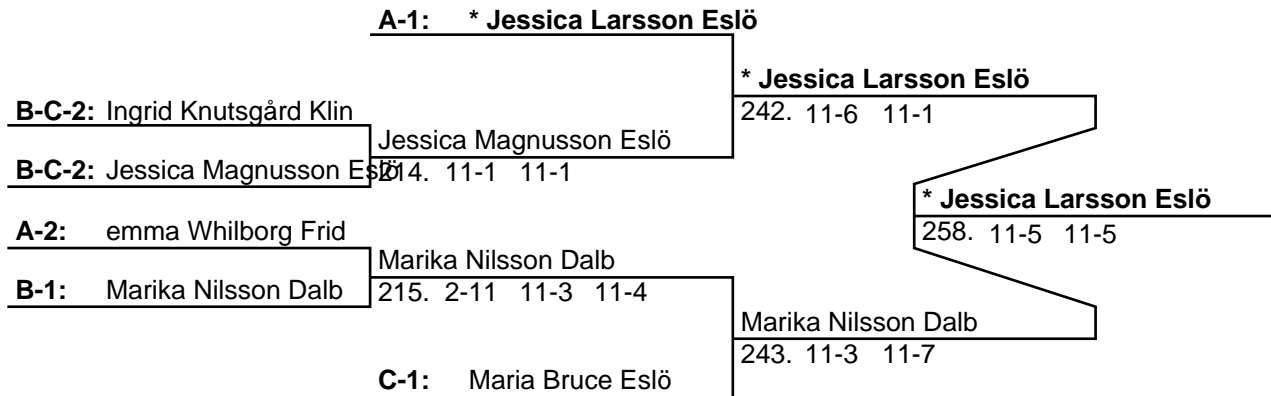 A-1: * Jessica Larsson Eslö
* Jessica Larsson Eslö
B-C-2: Ingrid Knutsgård Klin
242. 11-6 11-1
Jessica Magnusson Eslö
B-C-2: Jessica Magnusson Eslö
214. 11-1 11-1
* Jessica Larsson Eslö
A-2: emma Whilborg Frid
258. 11-5 11-5
Marika Nilsson Dalb
B-1: Marika Nilsson Dalb
215. 2-11 11-3 11-4
Marika Nilsson Dalb
243. 11-3 11-7
C-1: Maria Bruce Eslö